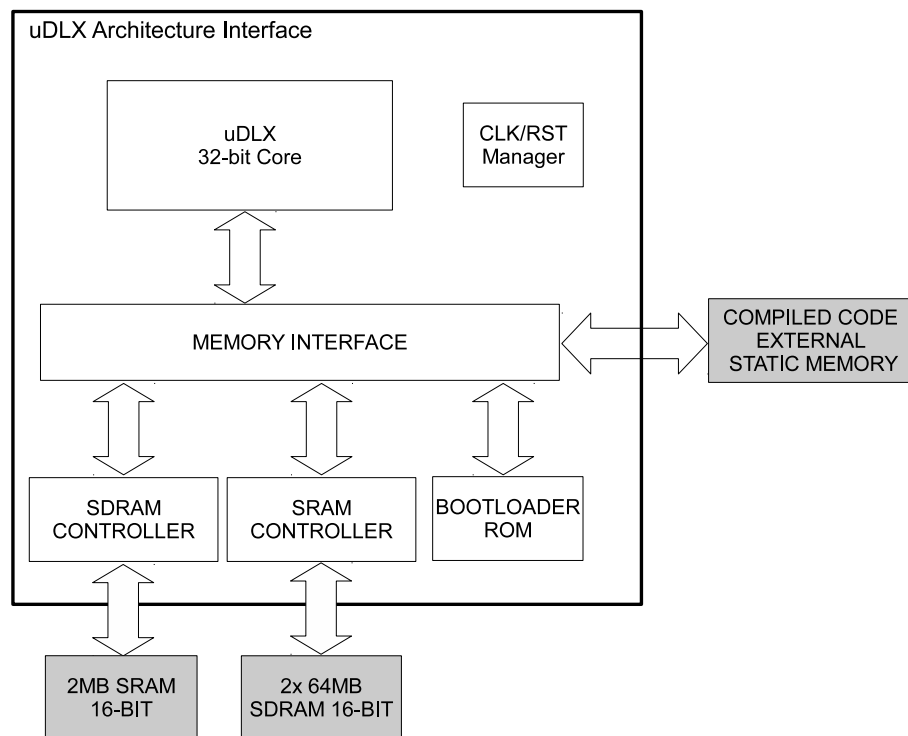 uDLX Architecture Interface
uDLX
32-bit Core
CLK/RST
Manager
MEMORY INTERFACE
COMPILED CODE
EXTERNAL
STATIC MEMORY
SDRAM
CONTROLLER
SRAM
CONTROLLER
BOOTLOADER
ROM
2MB SRAM
16-BIT
2x 64MB
SDRAM 16-BIT